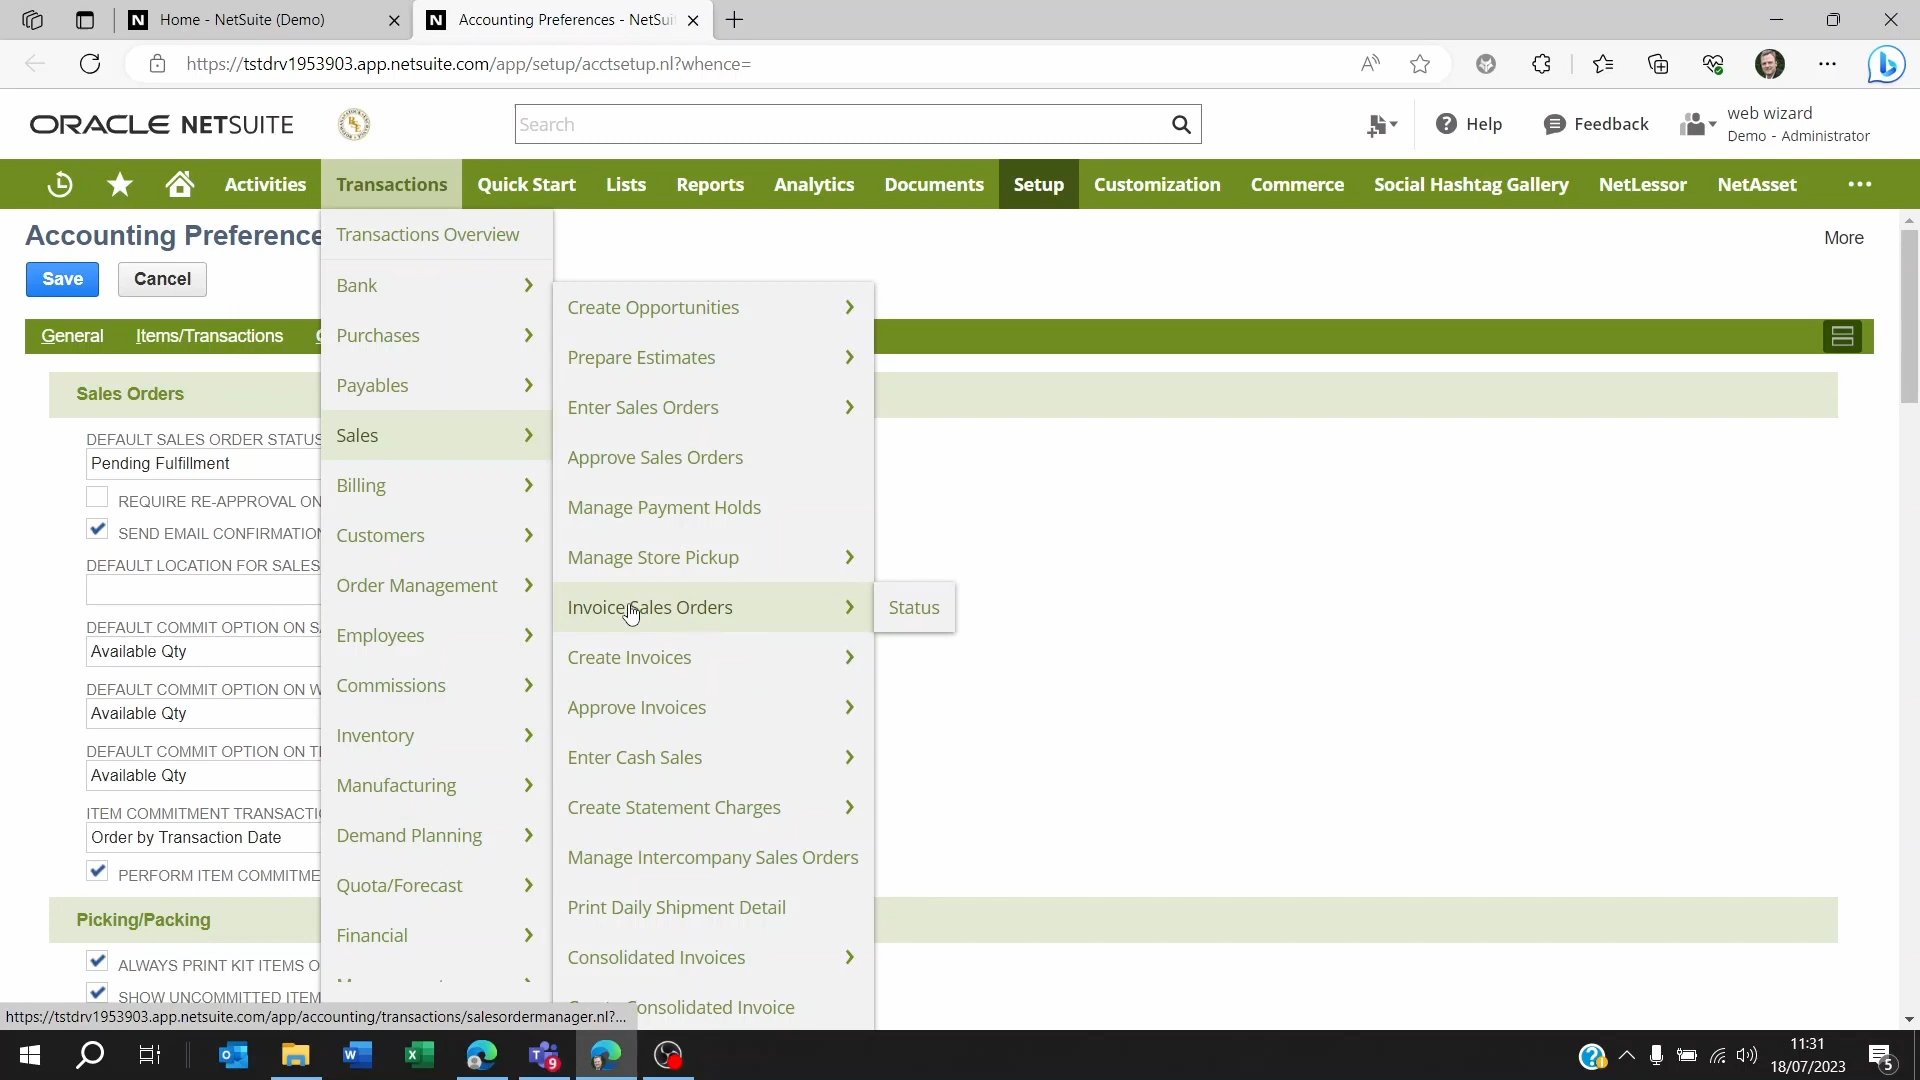 Home - NetSuite (Demo)
Accounting Preferences - NetSui
https://tstdrv1953903.app.netsuite.com/app/setup/acctsetup.nl?whence=
ORACLE NETSUITE
Search
Help
Feedback
web wizard
Demo - Administrator
Activities
Transactions
Quick Start
Lists
Reports
Analytics
Documents
Setup
Customization
Commerce
Social Hashtag Gallery
NetLessor
NetAsset
Accounting Preference
More
Save
Cancel
General
Items/Transactions
Sales Orders
DEFAULT SALES ORDER STATUS
Pending Fulfillment
REQUIRE RE-APPROVAL ON
SEND EMAIL CONFIRMATION
DEFAULT LOCATION FOR SALES
DEFAULT COMMIT OPTION ON SA
Available Qty
DEFAULT COMMIT OPTION ON W
Available Qty
DEFAULT COMMIT OPTION ON T
Available Qty
ITEM COMMITMENT TRANSACTI
Order by Transaction Date
PERFORM ITEM COMMITME
Picking/Packing
ALWAYS PRINT KIT ITEMS O
SHOW UNCOMMITTED ITEM
Transactions Overview
Bank
Purchases
Payables
Sales
Billing
Customers
Order Management
Employees
Commissions
Inventory
Manufacturing
Demand Planning
Quota/Forecast
Financial
Create Opportunities
Prepare Estimates
Enter Sales Orders
Approve Sales Orders
Manage Payment Holds
Manage Store Pickup
Invoice Sales Orders
Create Invoices
Approve Invoices
Enter Cash Sales
Create Statement Charges
Manage Intercompany Sales Orders
Print Daily Shipment Detail
Consolidated Invoices
Consolidated Invoice
Status
https://tstdrv1953903.app.netsuite.com/app/accounting/transactions/salesordermanager.nl?...
11:31
18/07/2023
9
5